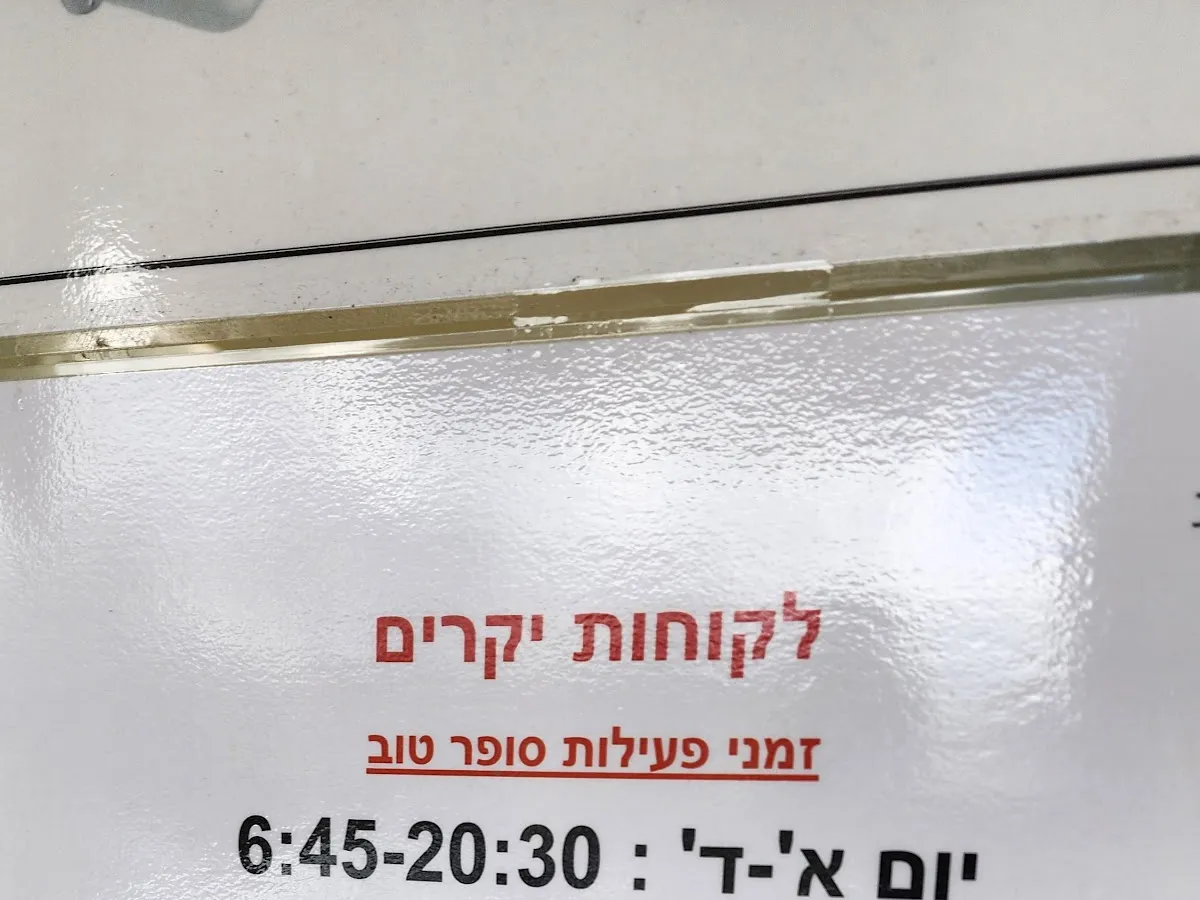 לקוחות יקרים
זמני פעילות סופר טוב
יום א'-ד' : 6:45-20:30